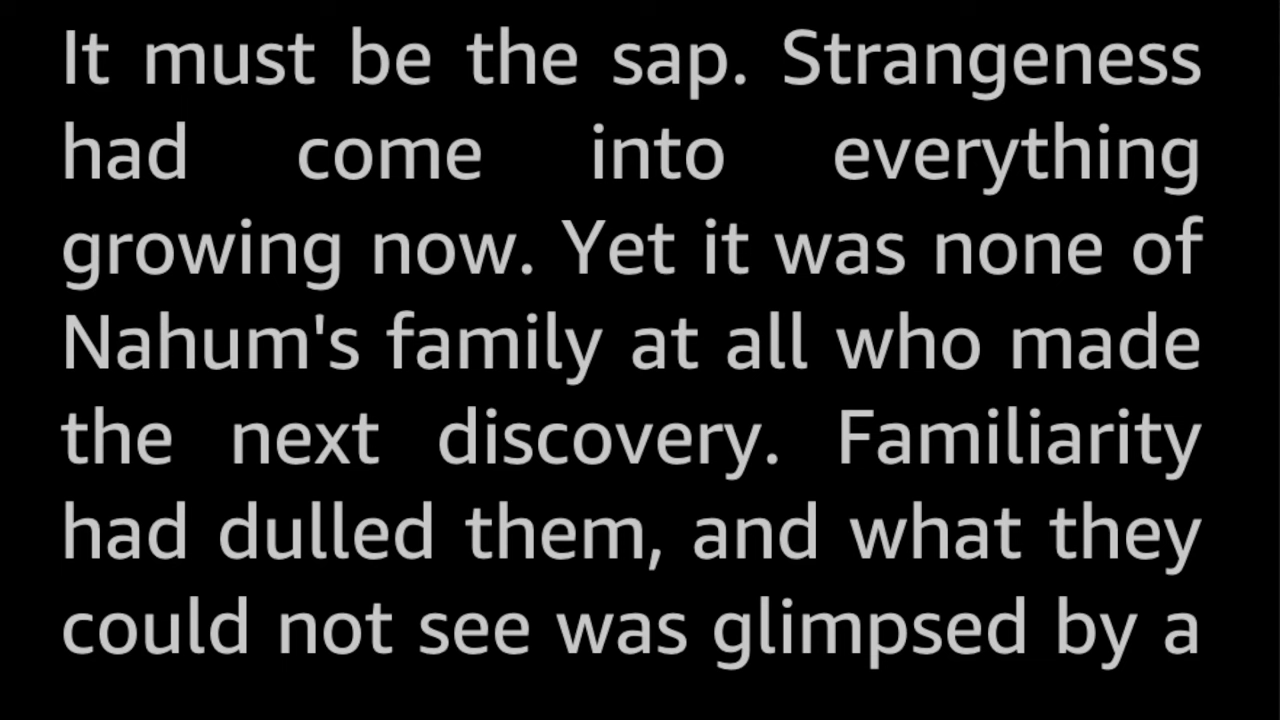 It must be the sap. Strangeness
had come into everything
growing now. Yet it was none of
Nahum's family at all who made
the next discovery. Familiarity
had dulled them, and what they
could not see was glimpsed by a